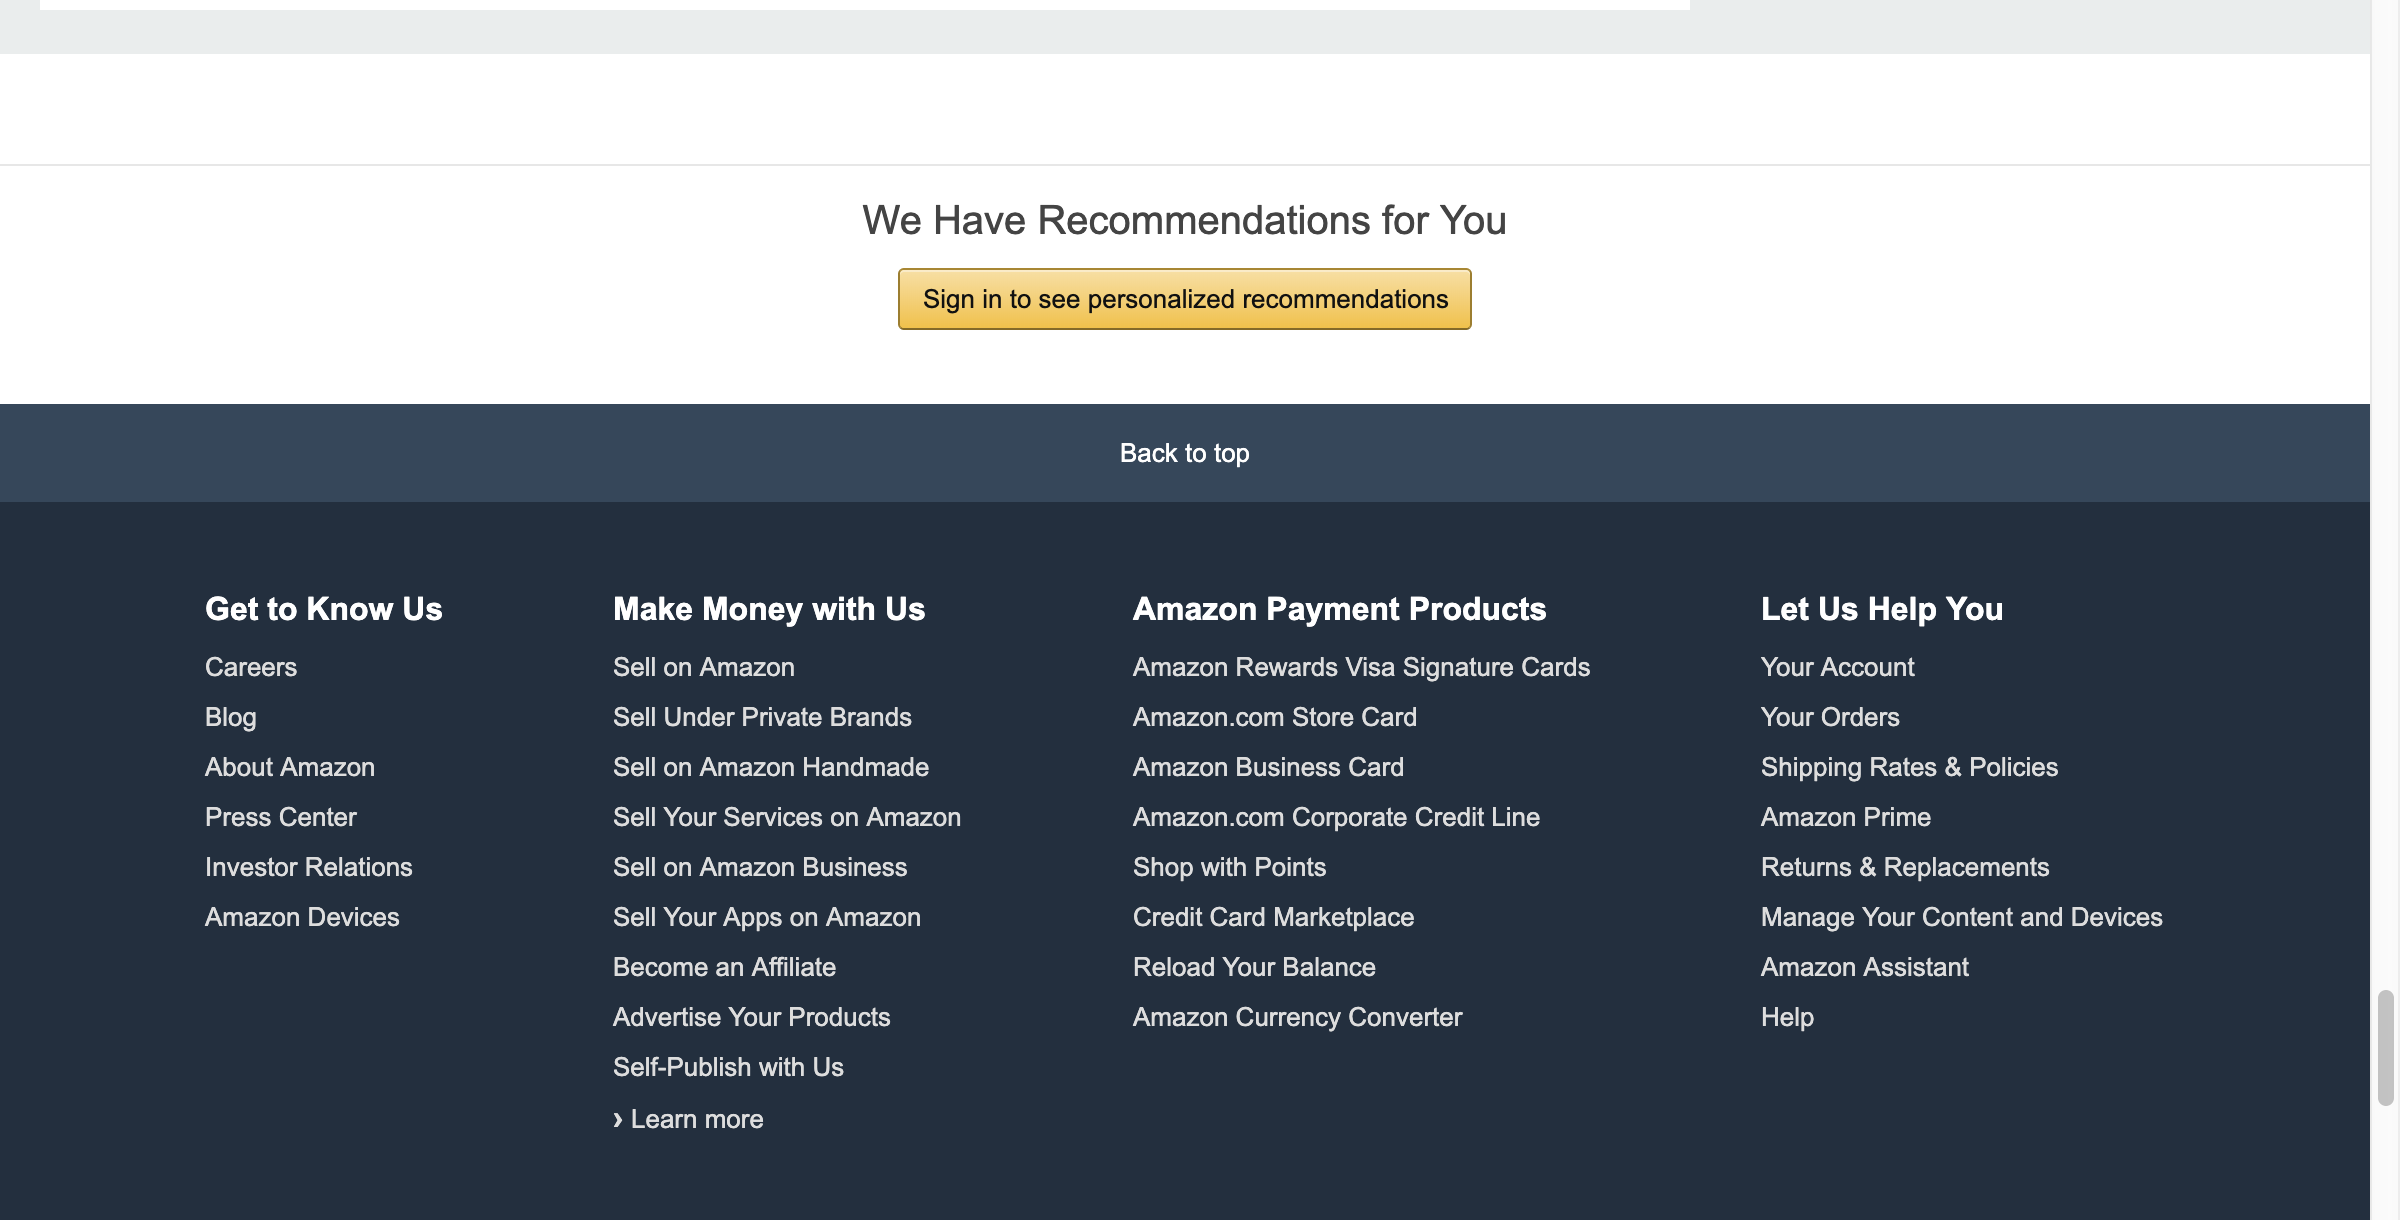 We Have Recommendations for You
Sign in to see personalized recommendations
Back to top
Get to Know Us
Careers
Blog
About Amazon
Press Center
Investor Relations
Amazon Devices
Make Money with Us
Sell on Amazon
Sell Under Private Brands
Sell on Amazon Handmade
Sell Your Services on Amazon
Sell on Amazon Business
Sell Your Apps on Amazon
Become an Affiliate
Advertise Your Products
Self-Publish with Us
› Learn more
Amazon Payment Products
Amazon Rewards Visa Signature Cards
Amazon.com Store Card
Amazon Business Card
Amazon.com Corporate Credit Line
Shop with Points
Credit Card Marketplace
Reload Your Balance
Amazon Currency Converter
Let Us Help You
Your Account
Your Orders
Shipping Rates & Policies
Amazon Prime
Returns & Replacements
Manage Your Content and Devices
Amazon Assistant
Help